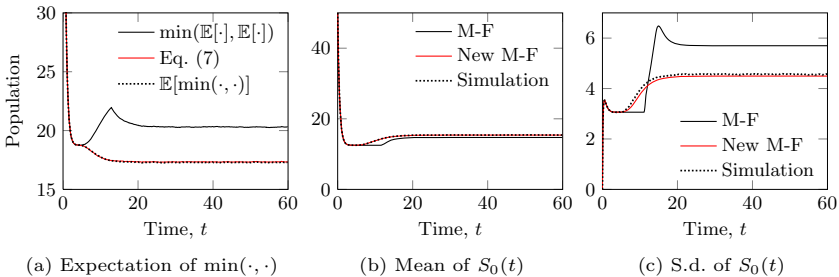 30
25
20
15
Population
0
20
40
60
Time, t
min(𝔼[·], 𝔼[·])
Eq. (7)
𝔼[min(·, ·)]
(a) Expectation of min(·, ·)
40
20
0
0
20
40
60
Time, t
M-F
New M-F
Simulation
(b) Mean of S₀(t)
6
4
2
0
0
20
40
60
Time, t
M-F
New M-F
Simulation
(c) S.d. of S₀(t)